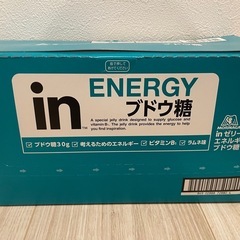 in
ENERGY
ブドウ糖
A special jelly drink designed to supply glucose and
vitamin B₁. The jelly drink provides the energy to help
you find inspiration.
ブドウ糖30g
考えるためのエネルギー
ビタミンB₁
ラムネ味
MORINAGA
inゼリー
エネルギー
ブドウ糖